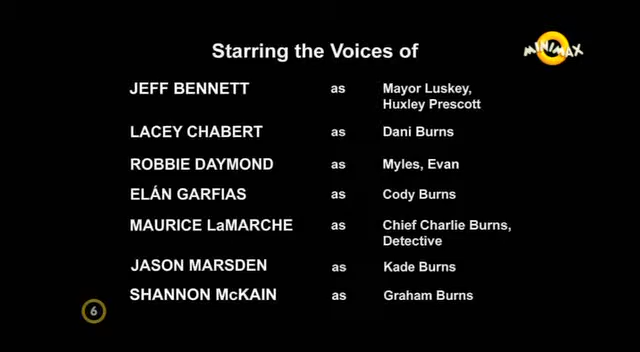 Starring the Voices of
MINIMAX
JEFF BENNETT as Mayor Luskey,
Huxley Prescott
LACEY CHABERT as Dani Burns
ROBBIE DAYMOND as Myles, Evan
ELÁN GARFIAS as Cody Burns
MAURICE LaMARCHE as Chief Charlie Burns,
Detective
JASON MARSDEN as Kade Burns
SHANNON McKAIN as Graham Burns
6